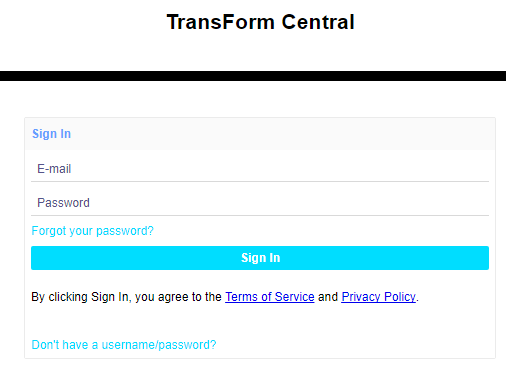 TransForm Central
Sign In
E-mail
Password
Forgot your password?
Sign In
By clicking Sign In, you agree to the Terms of Service and Privacy Policy.
Don't have a username/password?